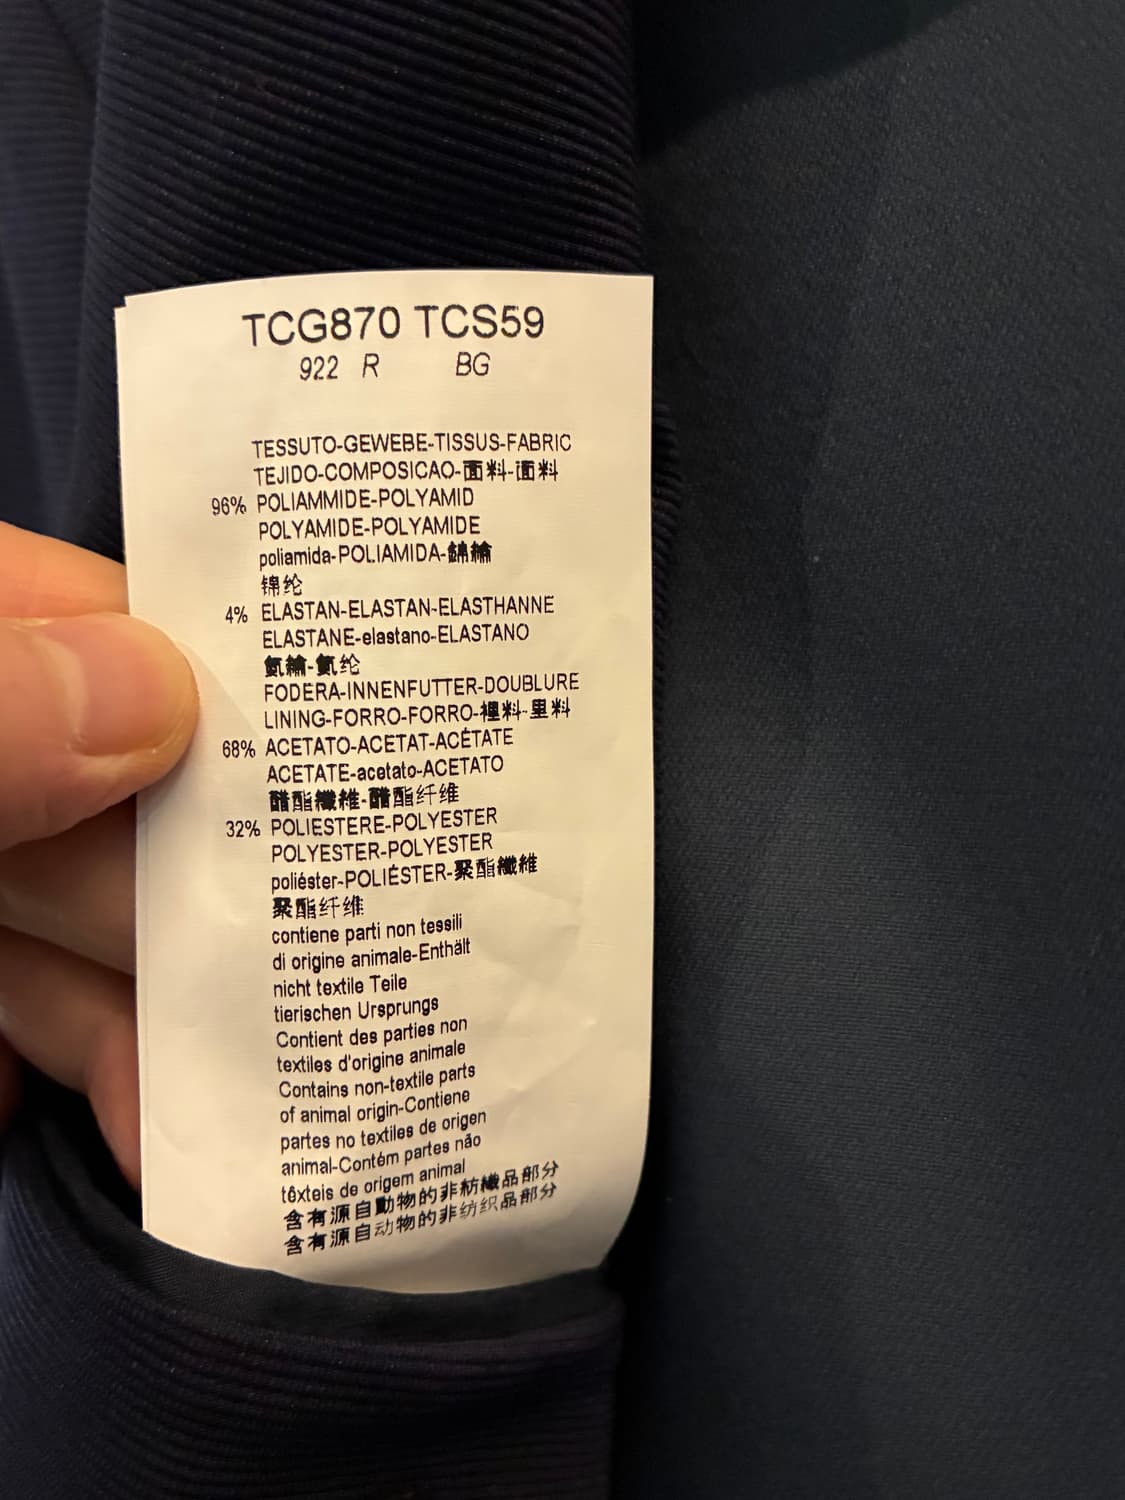 TCG870 TCS59
922 R BG
TESSUTO-GEWEBE-TISSUS-FABRIC
TEJIDO-COMPOSICAO-面料-面料
96% POLIAMMIDE-POLYAMID
POLYAMIDE-POLYAMIDE
poliamida-POLIAMIDA-錦綸
锦纶
4% ELASTAN-ELASTAN-ELASTHANNE
ELASTANE-elastano-ELASTANO
氨綸-氨纶
FODERA-INNENFUTTER-DOUBLURE
LINING-FORRO-FORRO-裡料-里料
68% ACETATO-ACETAT-ACÉTATE
ACETATE-acetato-ACETATO
醋酯纖維-醋酯纤维
32% POLIESTERE-POLYESTER
POLYESTER-POLYESTER
poliéster-POLIÉSTER-聚酯纖維
聚酯纤维
contiene parti non tessili
di origine animale-Enthält
nicht textile Teile
tierischen Ursprungs
Contient des parties non
textiles d'origine animale
Contains non-textile parts
of animal origin-Contiene
partes no textiles de origen
animal-Contém partes não
têxteis de origem animal
含有源自動物的非紡織品部分
含有源自动物的非纺织品部分